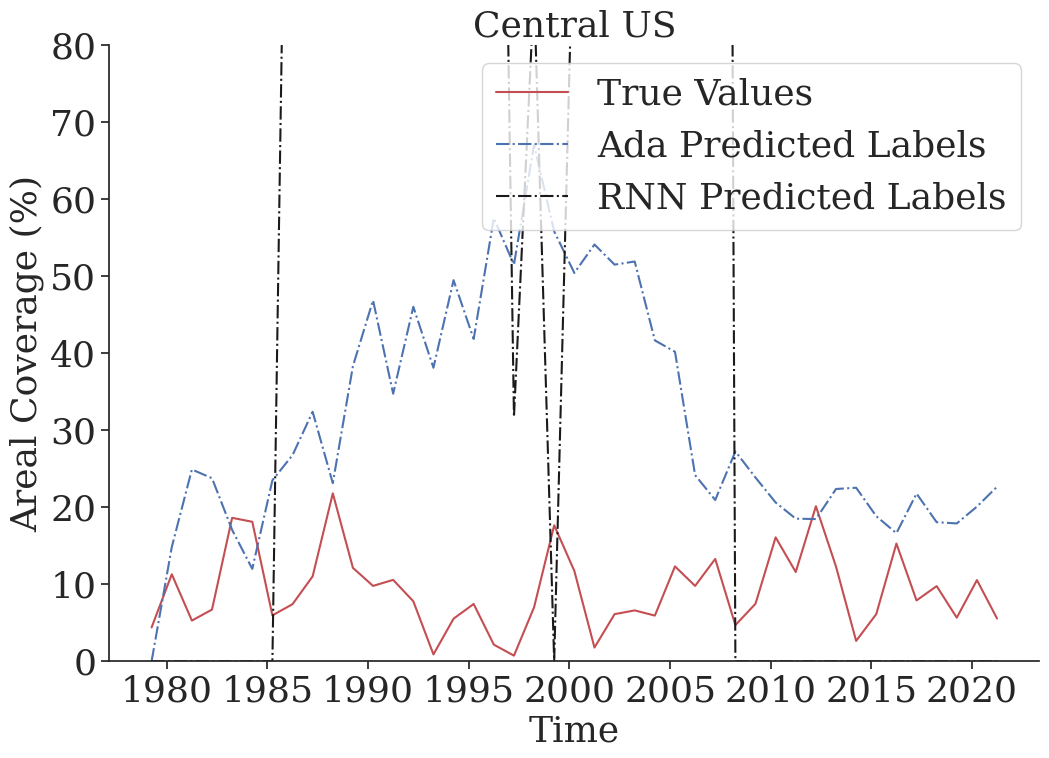 Central US
80
70
60
50
40
30
20
10
0
Areal Coverage (%)
True Values
Ada Predicted Labels
RNN Predicted Labels
1980 1985 1990 1995 2000 2005 2010 2015 2020
Time